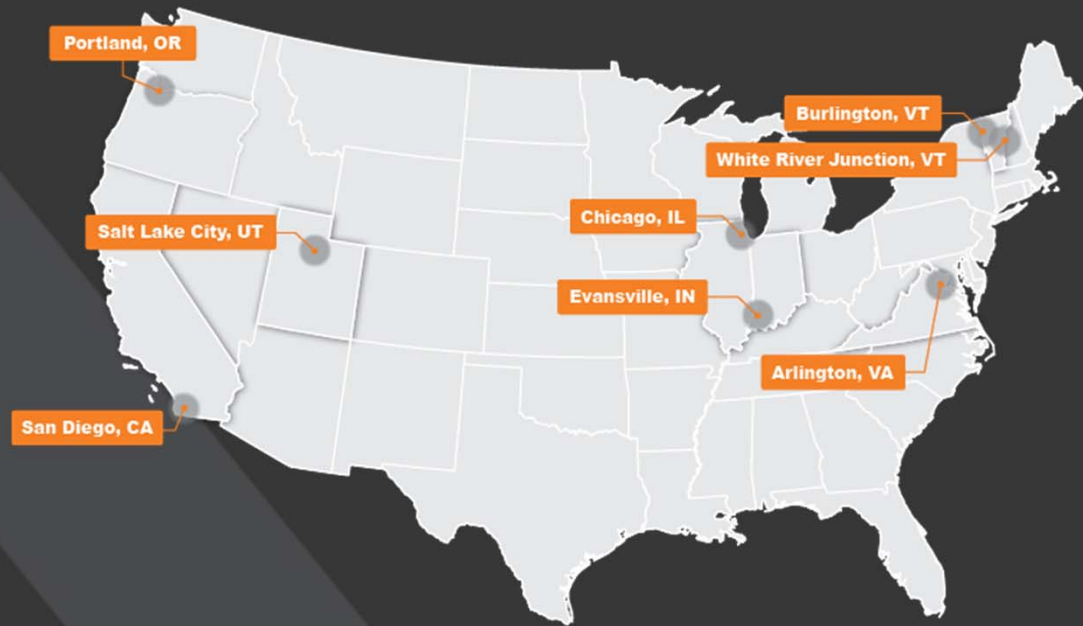 Portland, OR
Burlington, VT
White River Junction, VT
Chicago, IL
Salt Lake City, UT
Evansville, IN
Arlington, VA
San Diego, CA